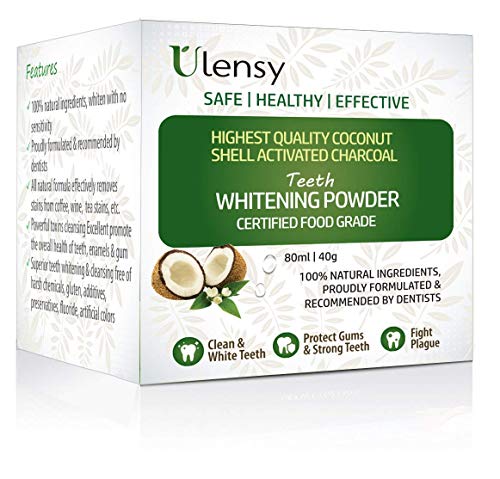 Features
✓ 100% natural ingredients, whiten with no
sensibility
✓ Proudly formulated & recommended by
dentists
✓ All natural formula effectively removes
stains from coffee, wine, tea stains, etc.
✓ Powerful toxins cleansing Excellent promote
the overall health of teeth, enamels & gum
✓ Superior teeth whitening & cleansing free of
harsh chemicals, gluten, additives,
preservatives, fluoride, artificial colors
Ulensy
SAFE | HEALTHY | EFFECTIVE
HIGHEST QUALITY COCONUT
SHELL ACTIVATED CHARCOAL
Teeth
WHITENING POWDER
CERTIFIED FOOD GRADE
80ml | 40g
100% NATURAL INGREDIENTS,
PROUDLY FORMULATED &
RECOMMENDED BY DENTISTS
Clean &
White Teeth
Protect Gums
& Strong Teeth
Fight
Plague